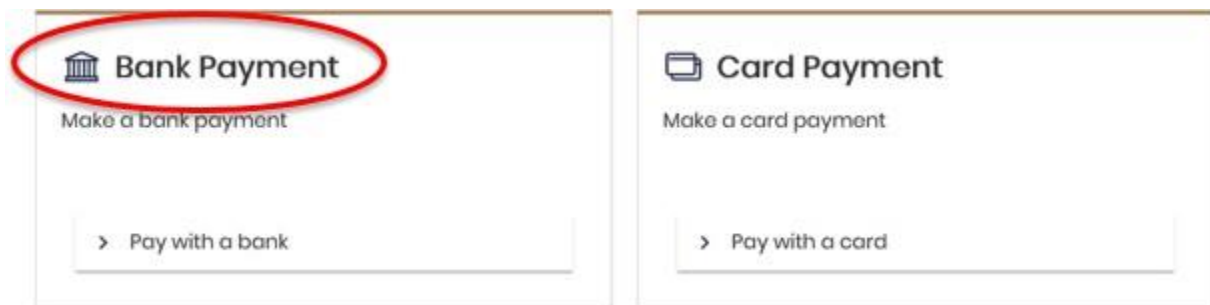 Bank Payment
Make a bank payment
Pay with a bank
Card Payment
Make a card payment
Pay with a card